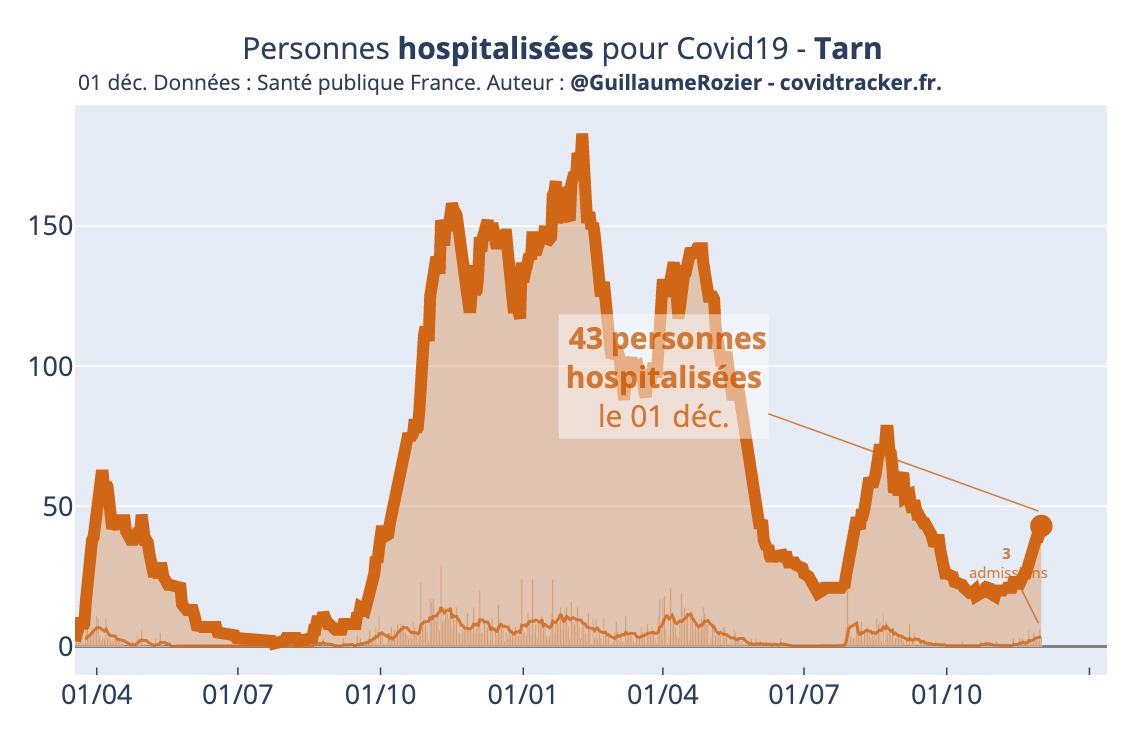 Personnes hospitalisées pour Covid19 - Tarn
01 déc. Données : Santé publique France. Auteur : @GuillaumeRozier - covidtracker.fr.
150
100
50
0
43 personnes
hospitalisées
le 01 déc.
3
admissions
01/04 01/07 01/10 01/01 01/04 01/07 01/10